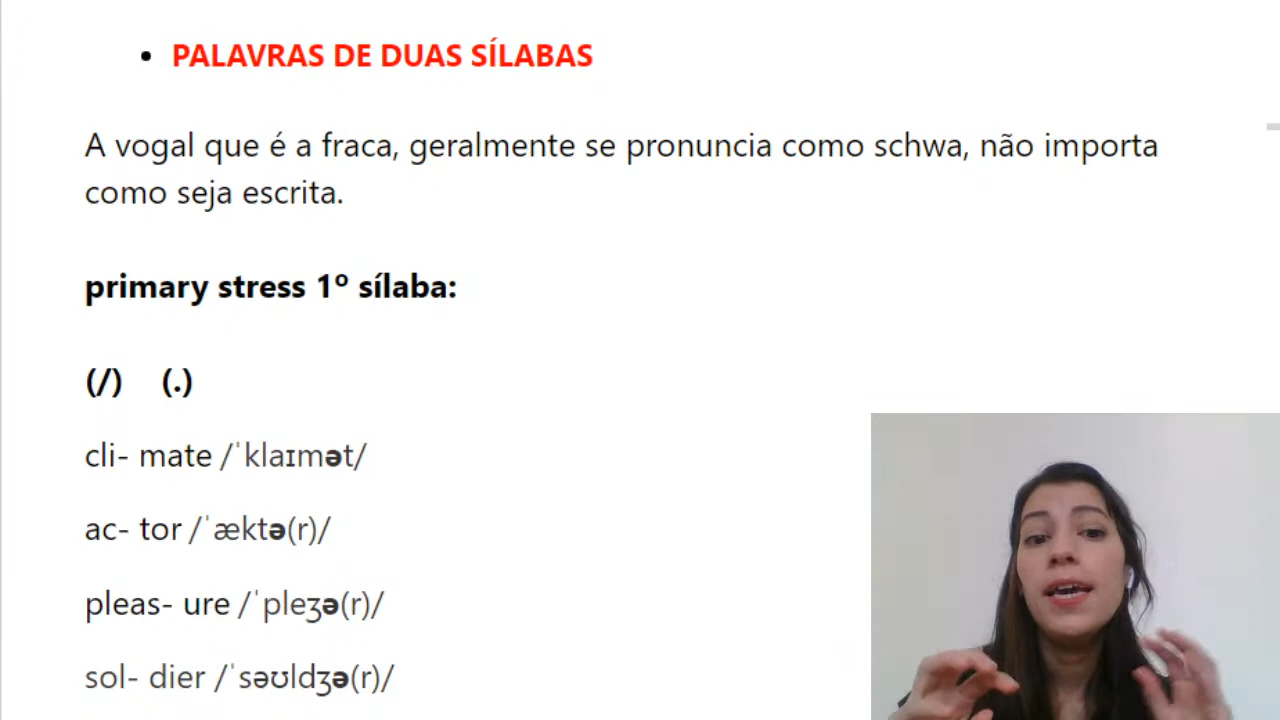 PALAVRAS DE DUAS SÍLABAS
A vogal que é a fraca, geralmente se pronuncia como schwa, não importa
como seja escrita.
primary stress 1º sílaba:
(/) (.)
cli- mate /ˈklaɪmət/
ac- tor /ˈæktə(r)/
pleas- ure /ˈpleʒə(r)/
sol- dier /ˈsəʊldʒə(r)/